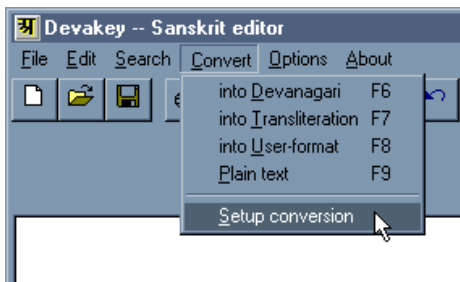 अ Devakey -- Sanskrit editor
File Edit Search Convert Options About
into Devanagari F6
into Transliteration F7
into User-format F8
Plain text F9
Setup conversion